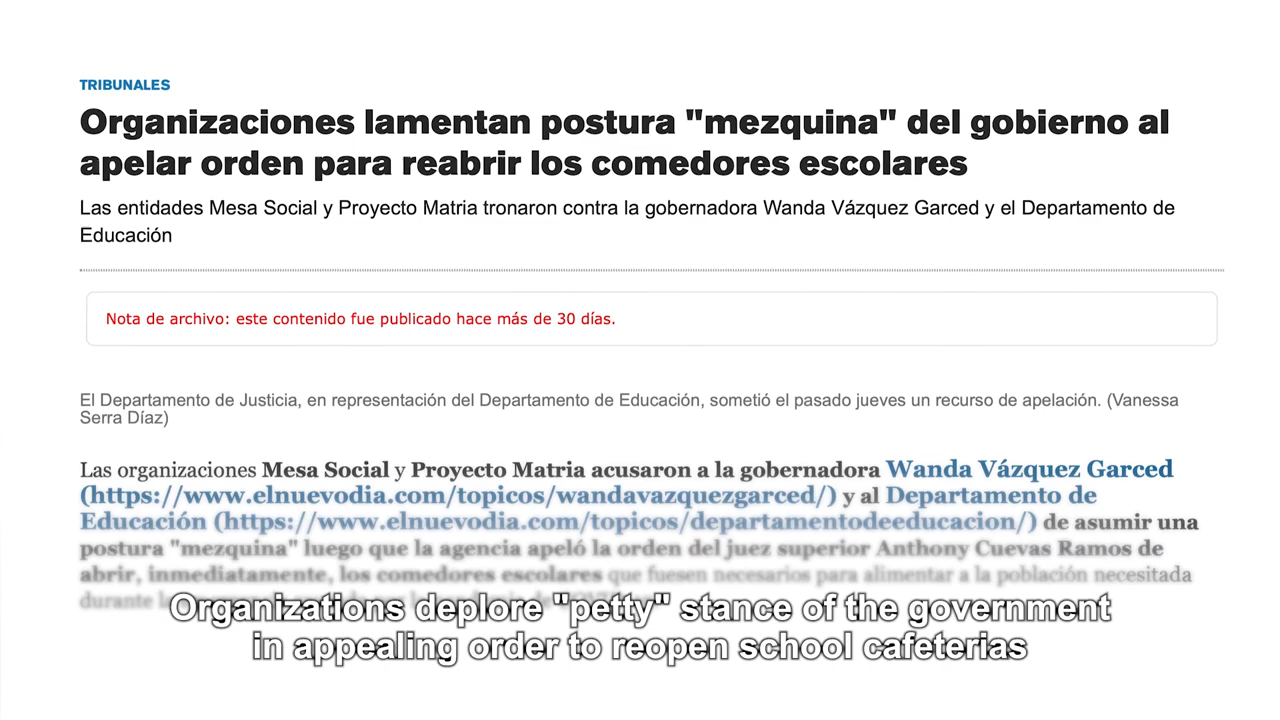 TRIBUNALES
Organizaciones lamentan postura "mezquina" del gobierno al
apelar orden para reabrir los comedores escolares
Las entidades Mesa Social y Proyecto Matria tronaron contra la gobernadora Wanda Vázquez Garced y el Departamento de
Educación
Nota de archivo: este contenido fue publicado hace más de 30 días.
El Departamento de Justicia, en representación del Departamento de Educación, sometió el pasado jueves un recurso de apelación. (Vanessa
Serra Díaz)
Las organizaciones Mesa Social y Proyecto Matria acusaron a la gobernadora Wanda Vázquez Garced
(https://www.elnuevodia.com/topicos/wandavazquezgarced/) y al Departamento de
Educación (https://www.elnuevodia.com/topicos/departamentodeeducacion/) de asumir una
postura "mezquina" luego que la agencia apeló la orden del juez superior Anthony Cuevas Ramos de
abrir, inmediatamente, los comedores escolares que fuesen necesarios para alimentar a la población necesitada
durante
Organizations deplore "petty" stance of the government
in appealing order to reopen school cafeterias